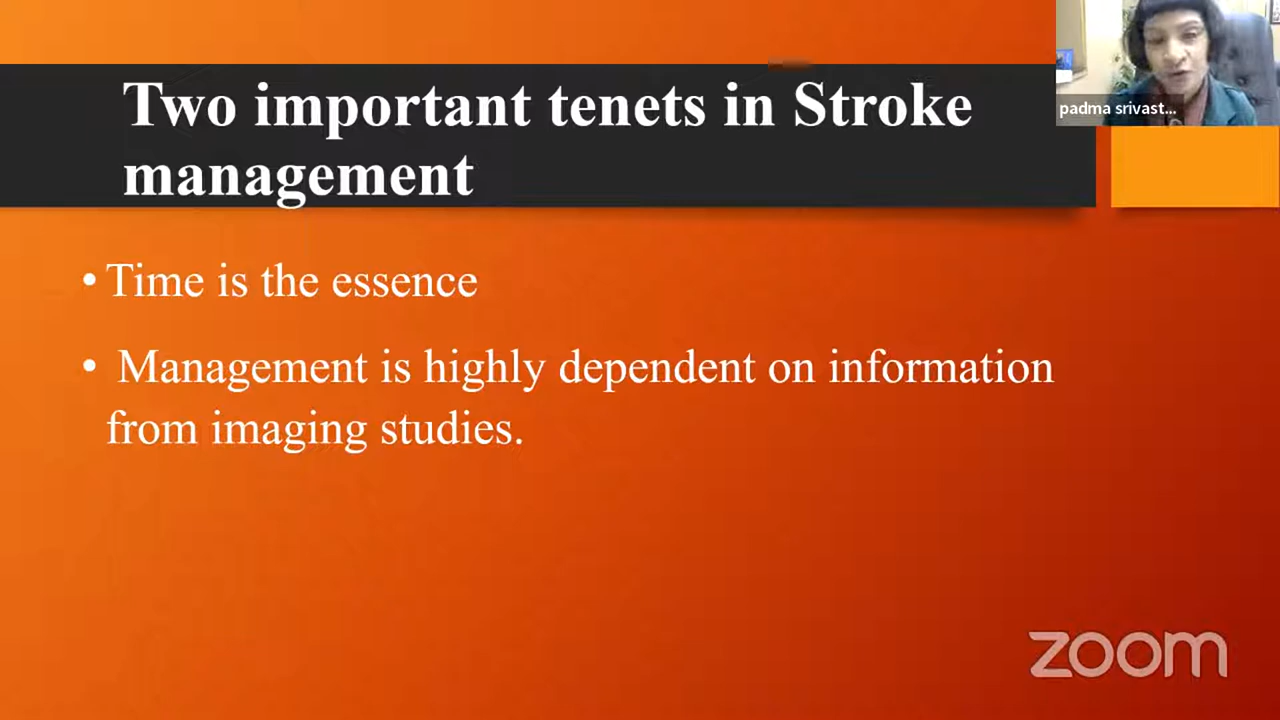 Two important tenets in Stroke
management
padma srivast...
• Time is the essence
• Management is highly dependent on information
from imaging studies.
zoom